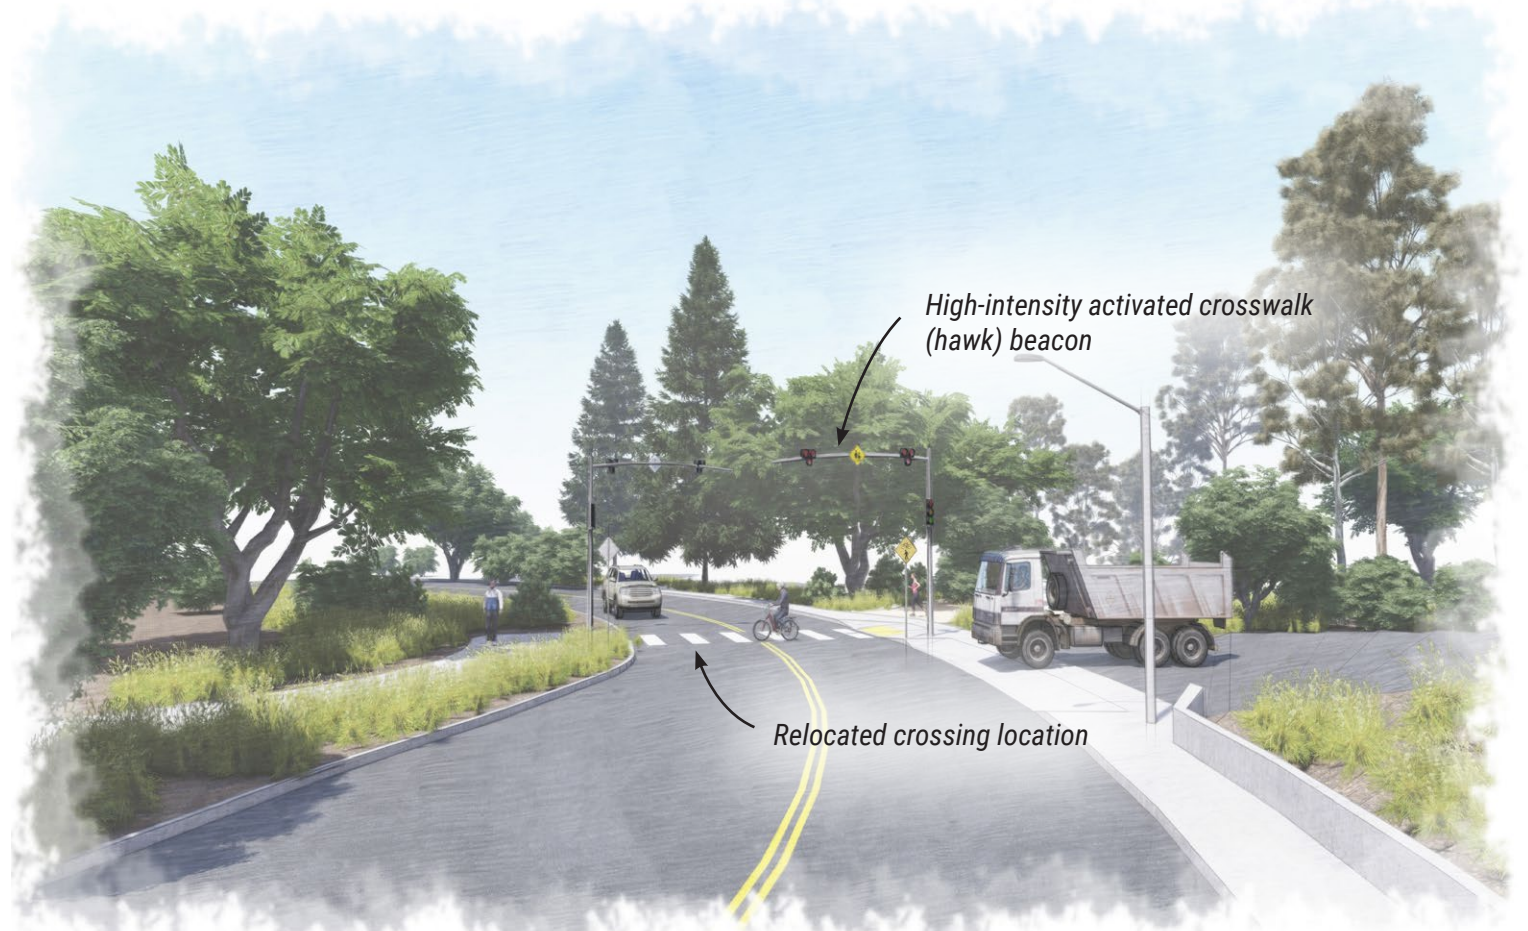 High-intensity activated crosswalk
(hawk) beacon
Relocated crossing location